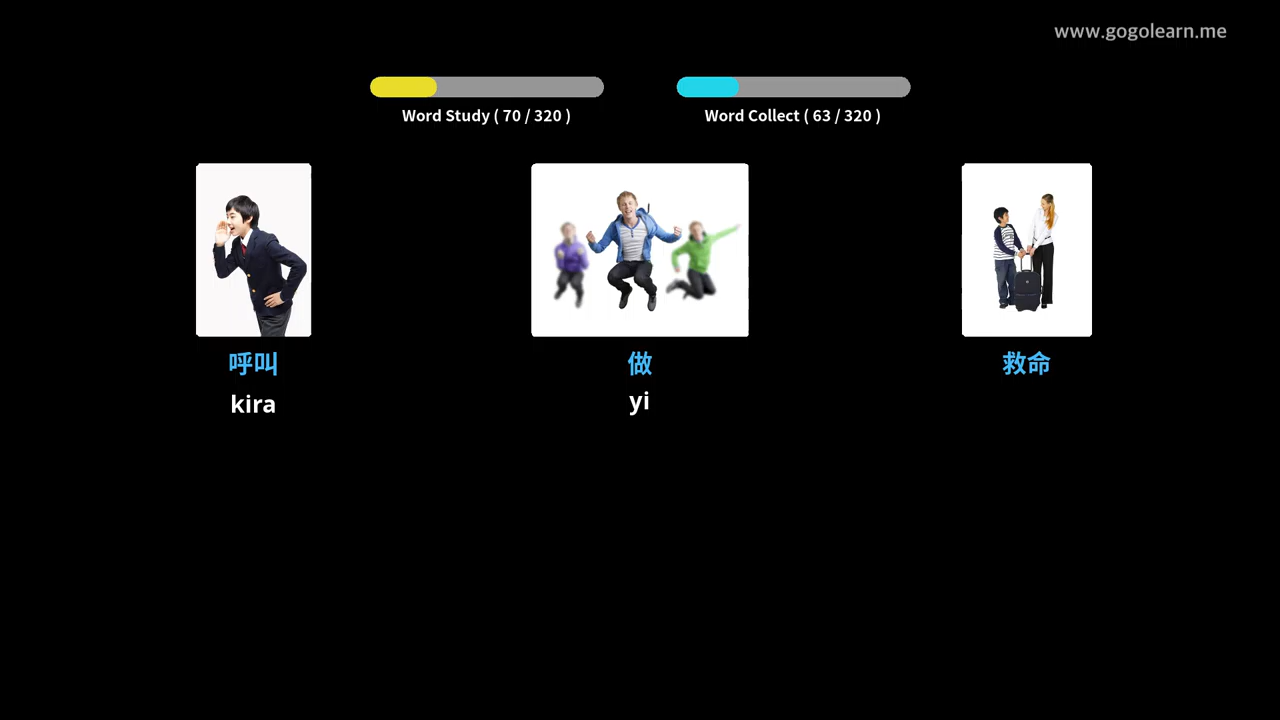 www.gogolearn.me
Word Study ( 70 / 320 )
Word Collect ( 63 / 320 )
呼叫
做
救命
kira
yi